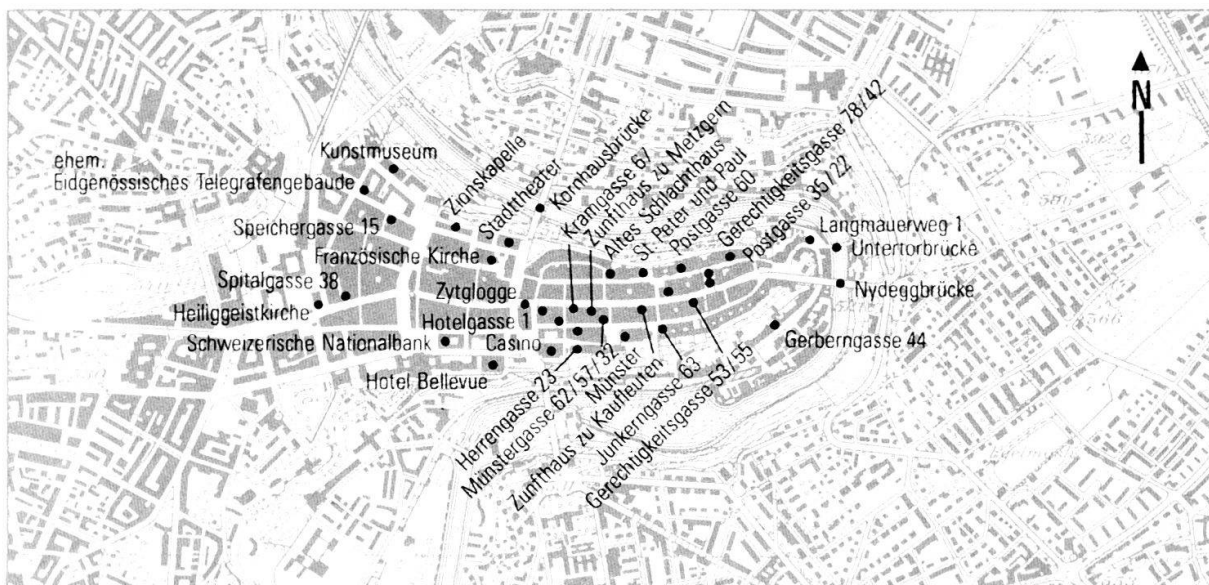 N
ehem.
Eidgenössisches Telegrafengebäude
Kunstmuseum
Speichergasse 15
Französische Kirche
Spitalgasse 38
Heiliggeistkirche
Schweizerische Nationalbank
Hotel Bellevue
Zionskapelle
Stadttheater
Kornhausbrücke
Zytglogge
Hotelgasse 1
Casino
Kramgasse 67
Zunfthaus zu Metzgern
Altes Schlachthaus
St. Peter und Paul
Postgasse 60
Gerechtigkeitsgasse 78/42
Postgasse 35/22
Langmauerweg 1
Untertorbrücke
Nydeggbrücke
Gerberngasse 44
Herrengasse 23
Münstergasse 62/57/32
Münster
Zunfthaus zu Kaufleuten
Junkerngasse 63
Gerechtigkeitsgasse 53/55